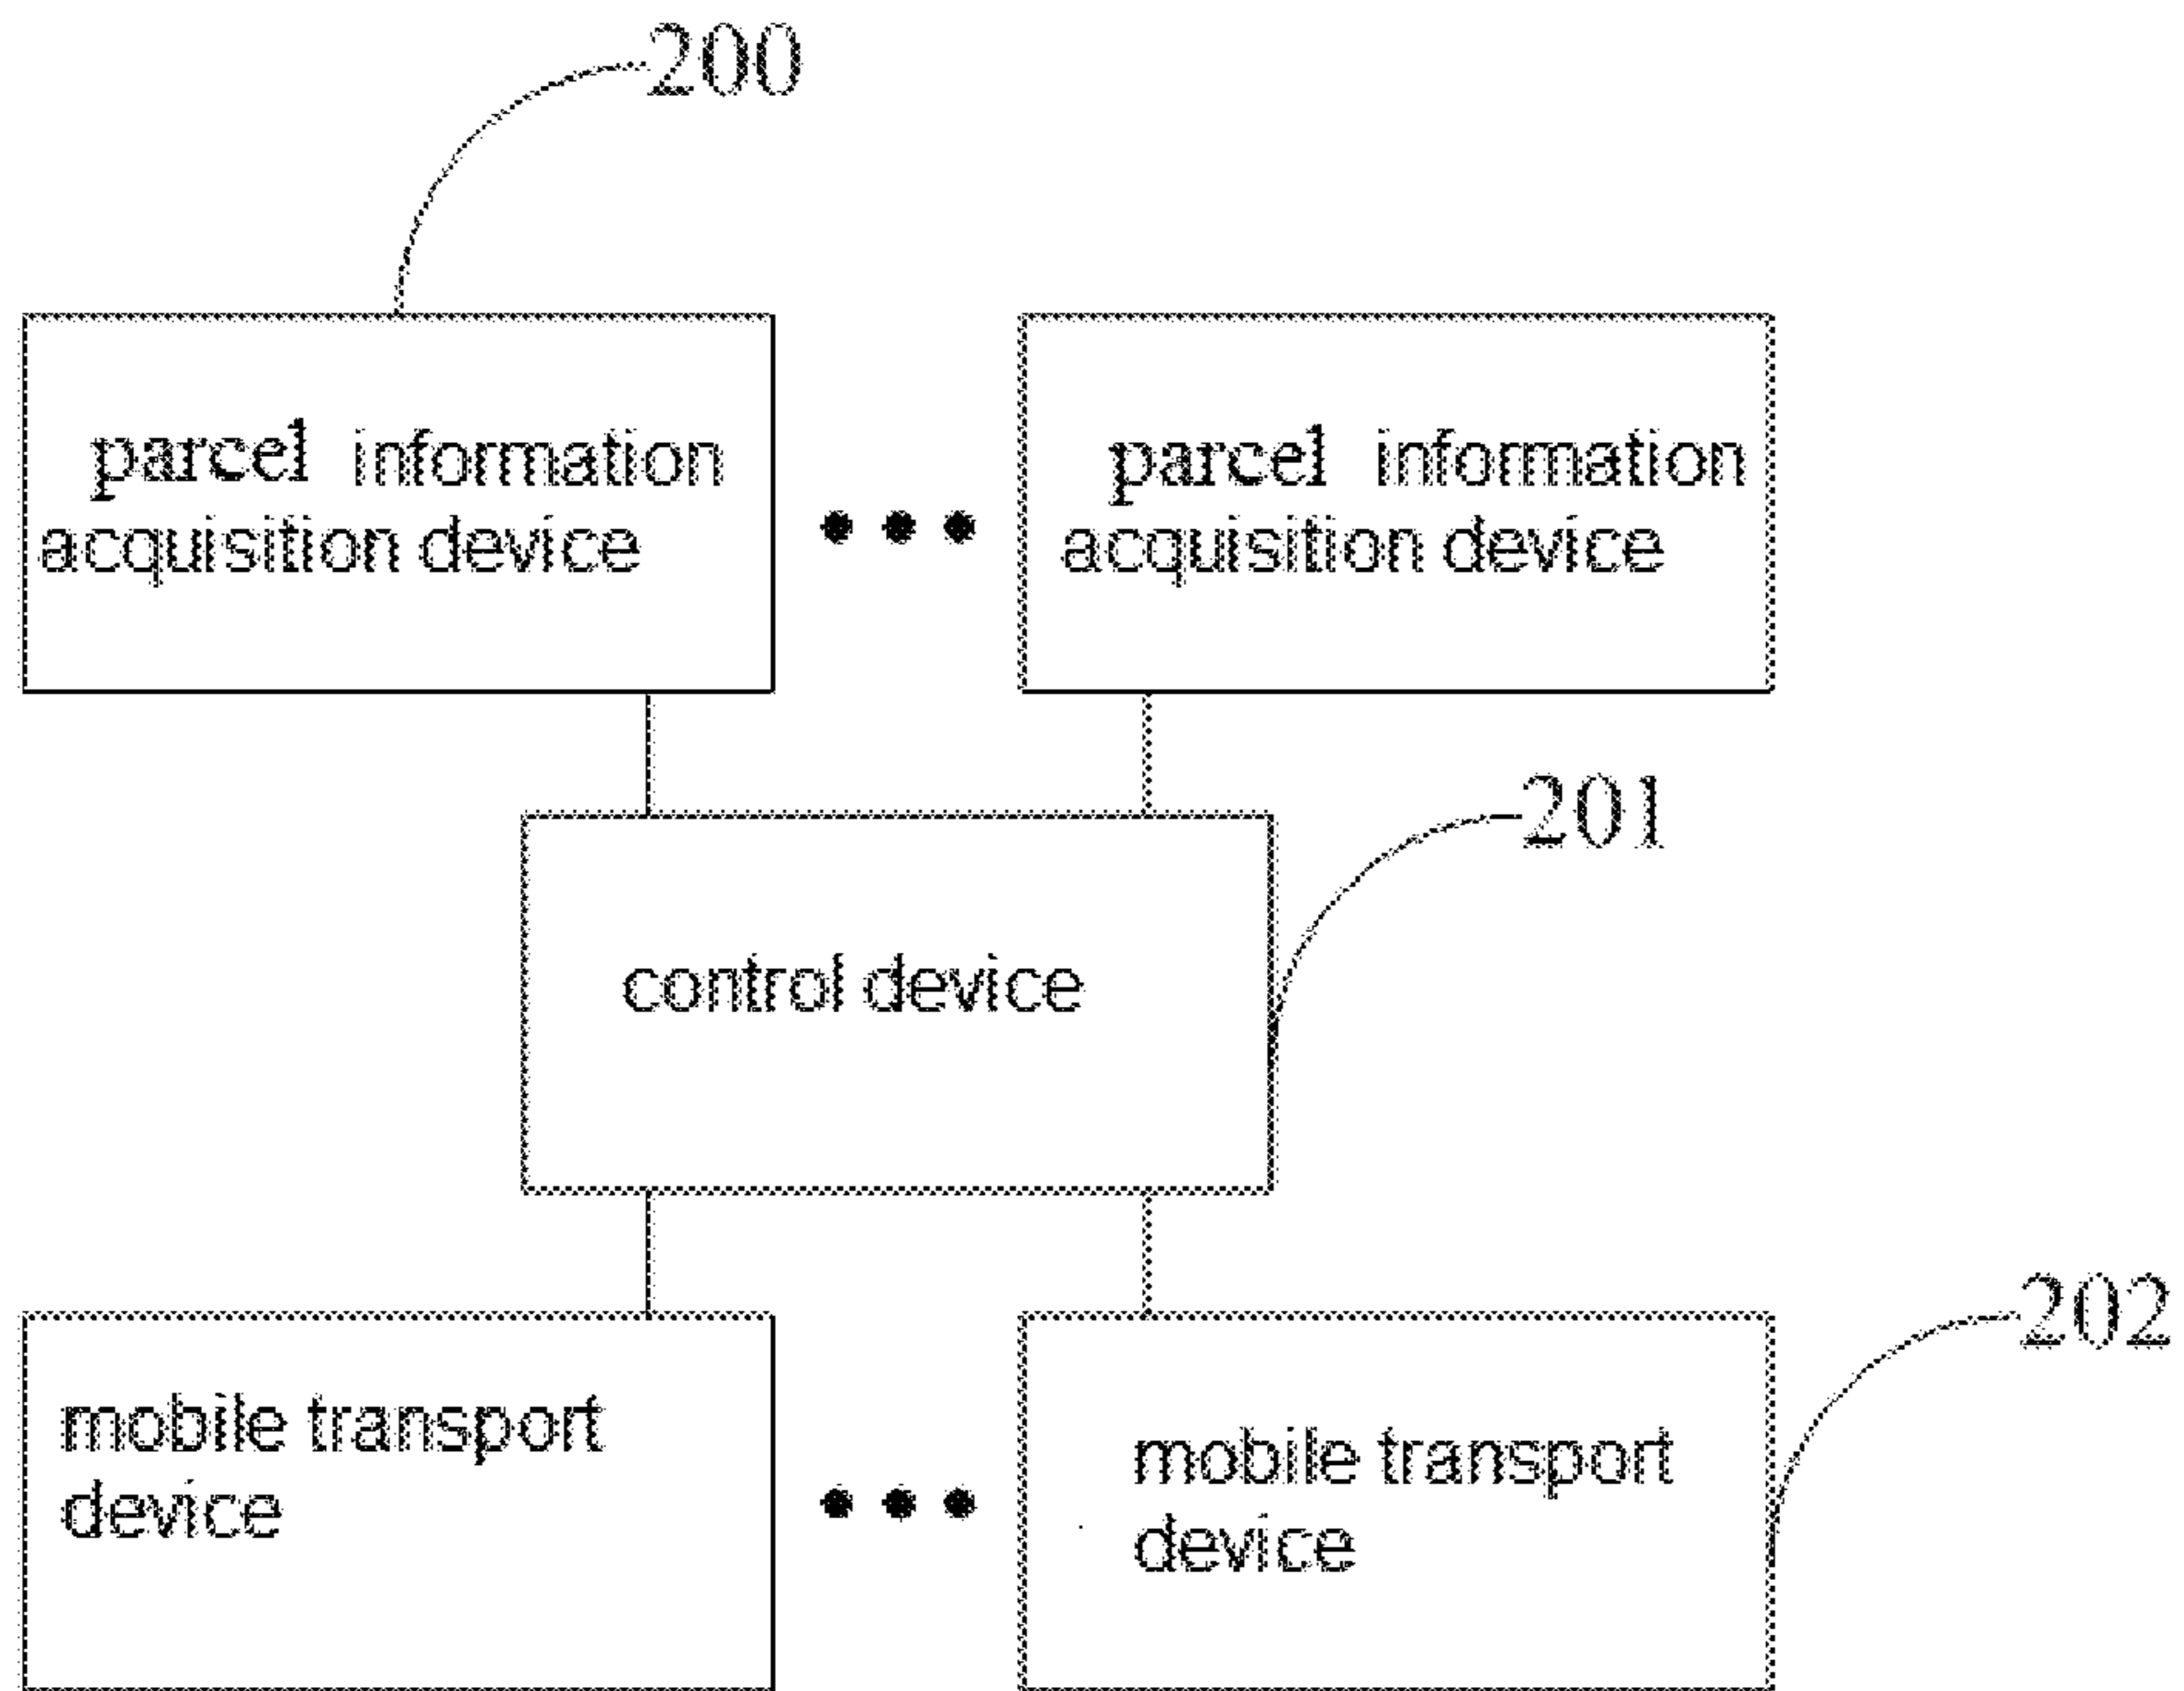 200
parcel information
acquisition device
parcel information
acquisition device
201
control device
202
mobile transport
device
mobile transport
device